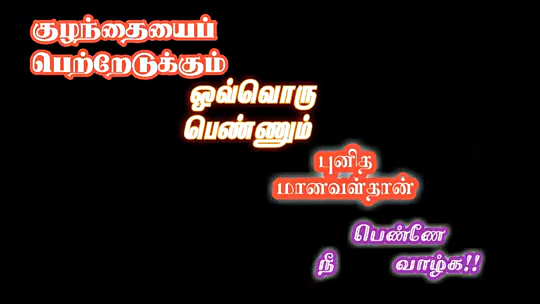 குழந்தையைப்
பெற்றேடுக்கும்
ஒவ்வொரு
பெண்ணும்
புனித
மானவள்தான்
பெண்ணே
நீ வாழ்க!!